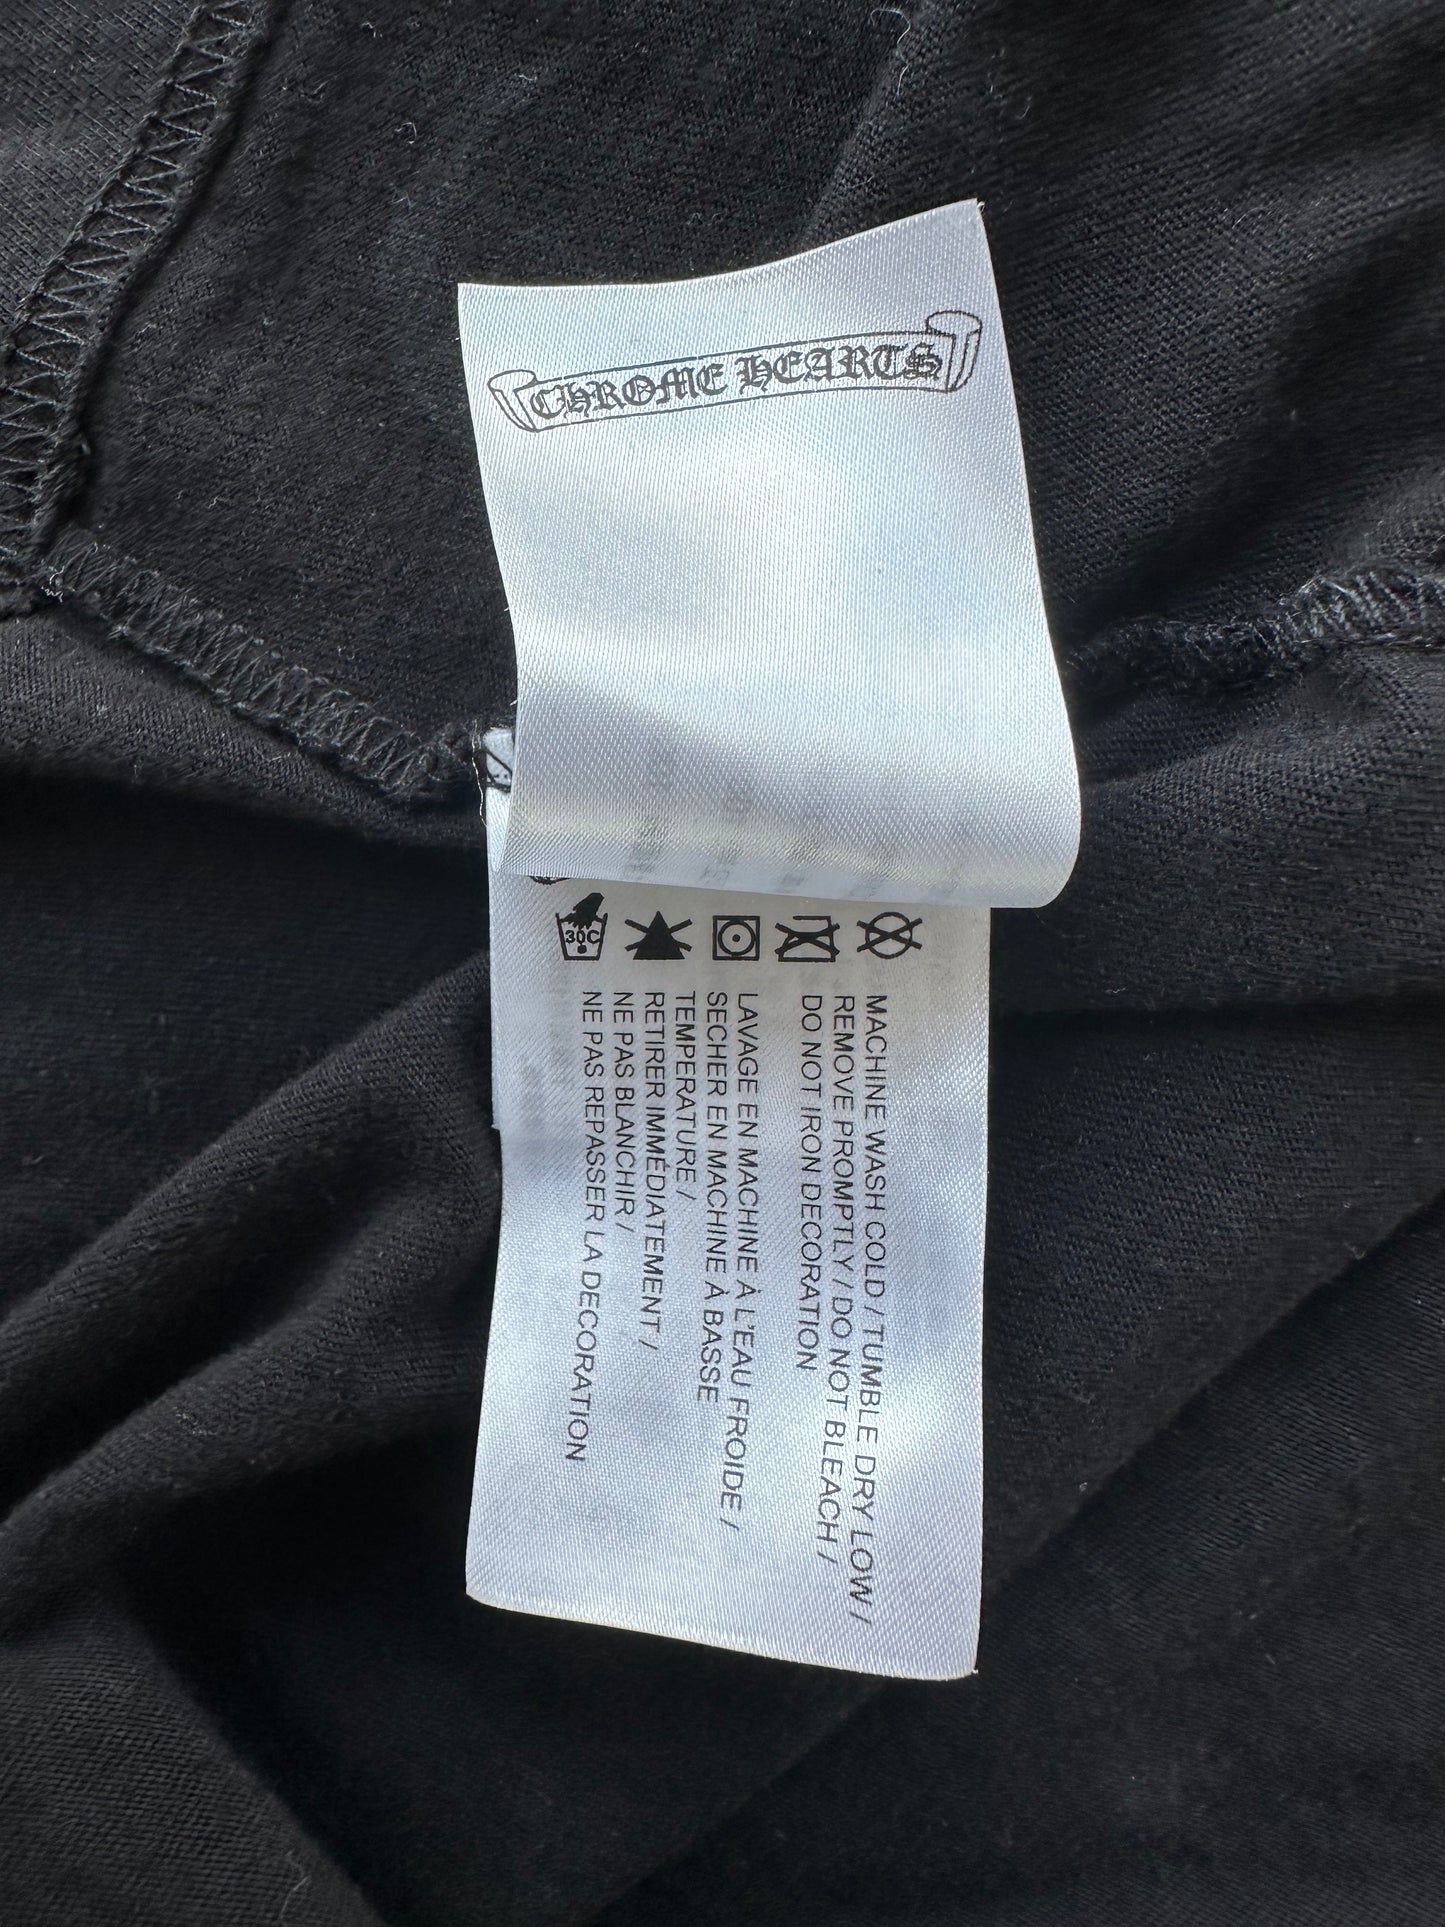 CHROME HEARTS
30C
MACHINE WASH COLD / TUMBLE DRY LOW /
REMOVE PROMPTLY / DO NOT BLEACH /
DO NOT IRON DECORATION
LAVAGE EN MACHINE À L'EAU FROIDE /
SECHER EN MACHINE À BASSE
TEMPERATURE /
RETIRER IMMÉDIATEMENT /
NE PAS BLANCHIR /
NE PAS REPASSER LA DECORATION